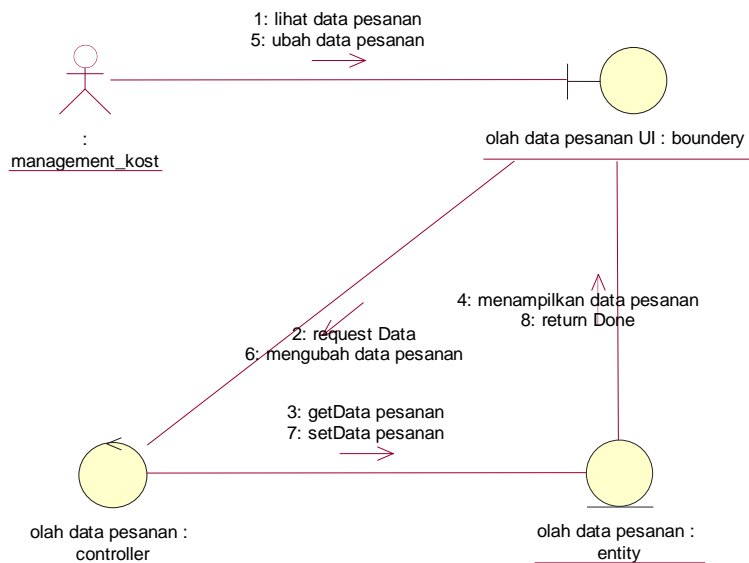 1: lihat data pesanan
5: ubah data pesanan
:
management_kost
olah data pesanan UI : boundery
4: menampilkan data pesanan
8: return Done
2: request Data
6: mengubah data pesanan
3: getData pesanan
7: setData pesanan
olah data pesanan :
controller
olah data pesanan :
entity